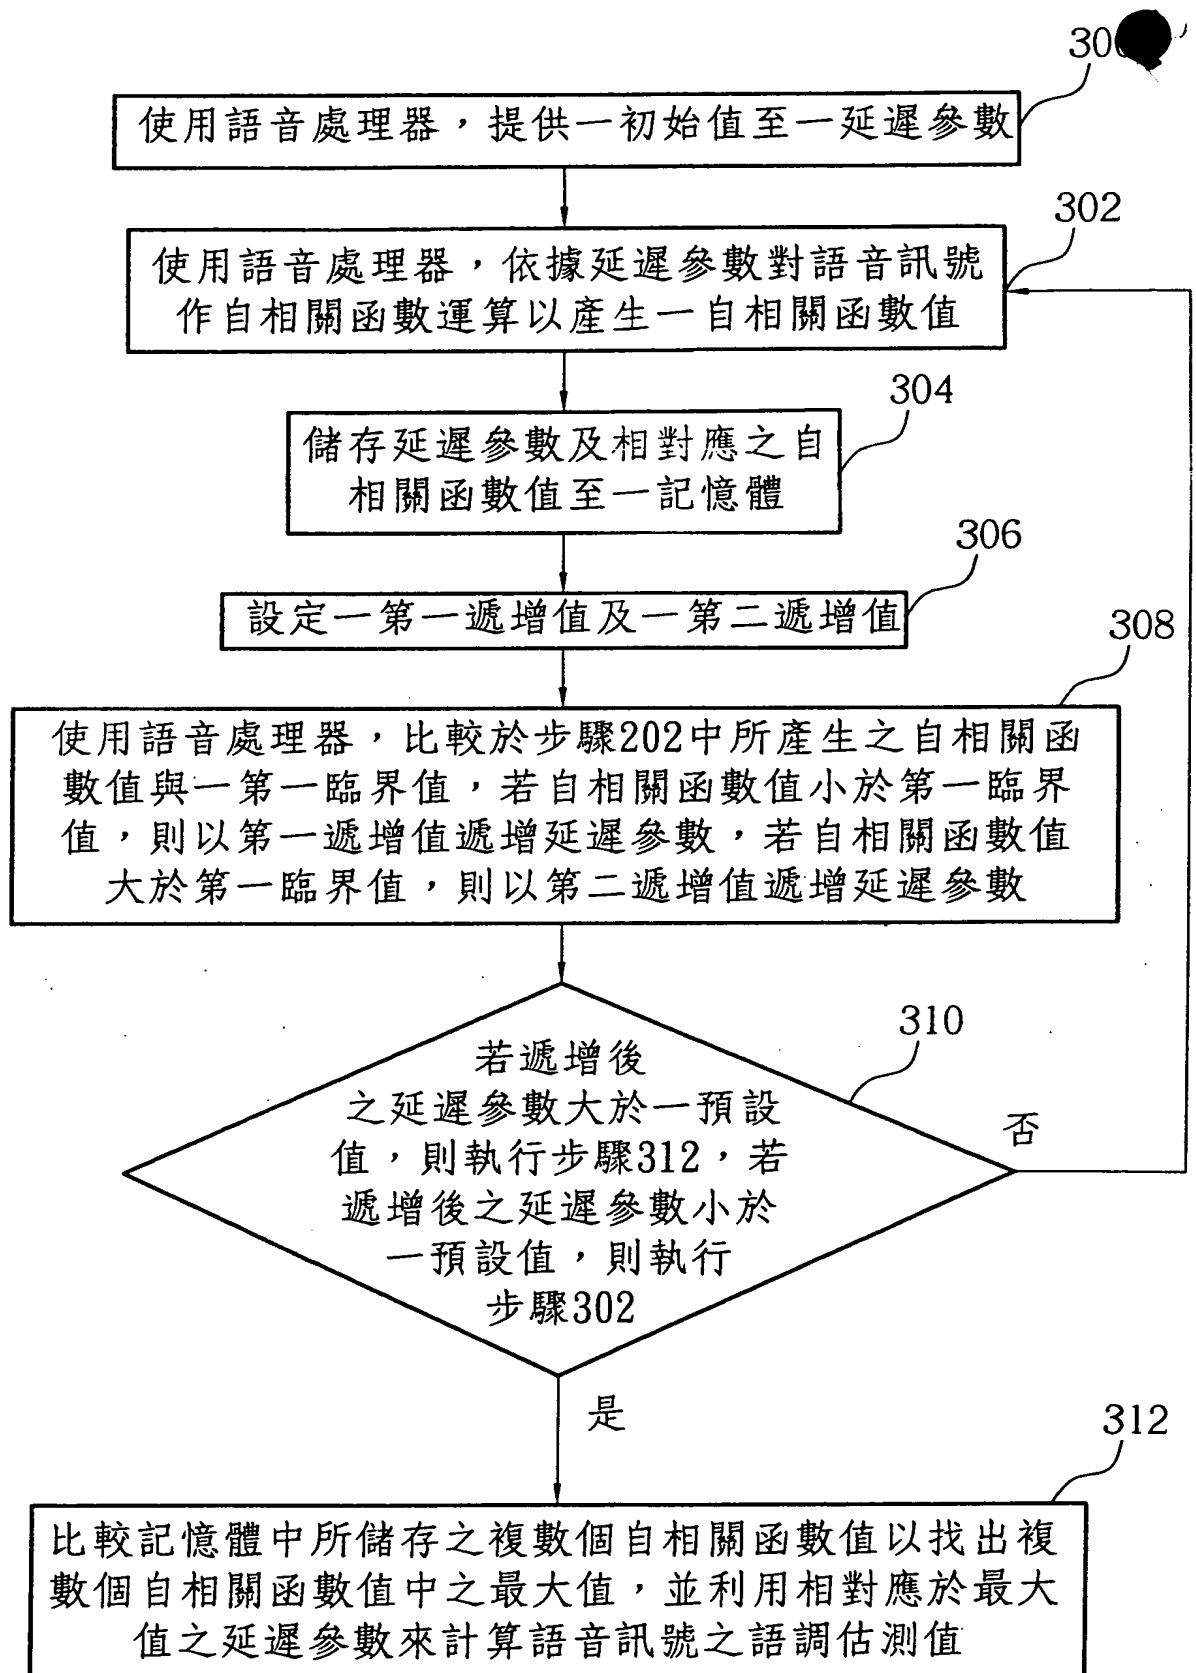 使用語音處理器，提供一初始值至一延遲參數
302
使用語音處理器，依據延遲參數對語音訊號
作自相關函數運算以產生一自相關函數值
304
儲存延遲參數及相對應之自
相關函數值至一記憶體
306
設定一第一遞增值及一第二遞增值
308
使用語音處理器，比較於步驟202中所產生之自相關函
數值與一第一臨界值，若自相關函數值小於第一臨界
值，則以第一遞增值遞增延遲參數，若自相關函數值
大於第一臨界值，則以第二遞增值遞增延遲參數
310
若遞增後
之延遲參數大於一預設
值，則執行步驟312，若
遞增後之延遲參數小於
一預設值，則執行
步驟302
否
是
312
比較記憶體中所儲存之複數個自相關函數值以找出複
數個自相關函數值中之最大值，並利用相對應於最大
值之延遲參數來計算語音訊號之語調估測值